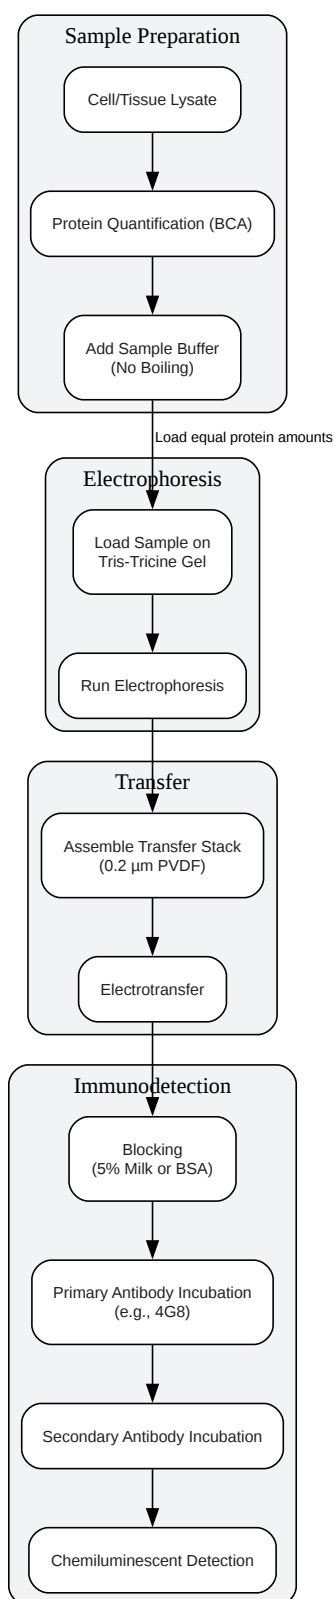 Sample Preparation
Cell/Tissue Lysate
Protein Quantification (BCA)
Add Sample Buffer
(No Boiling)
Load equal protein amounts
Electrophoresis
Load Sample on
Tris-Tricine Gel
Run Electrophoresis
Transfer
Assemble Transfer Stack
(0.2 µm PVDF)
Electrotransfer
Immunodetection
Blocking
(5% Milk or BSA)
Primary Antibody Incubation
(e.g., 4G8)
Secondary Antibody Incubation
Chemiluminescent Detection